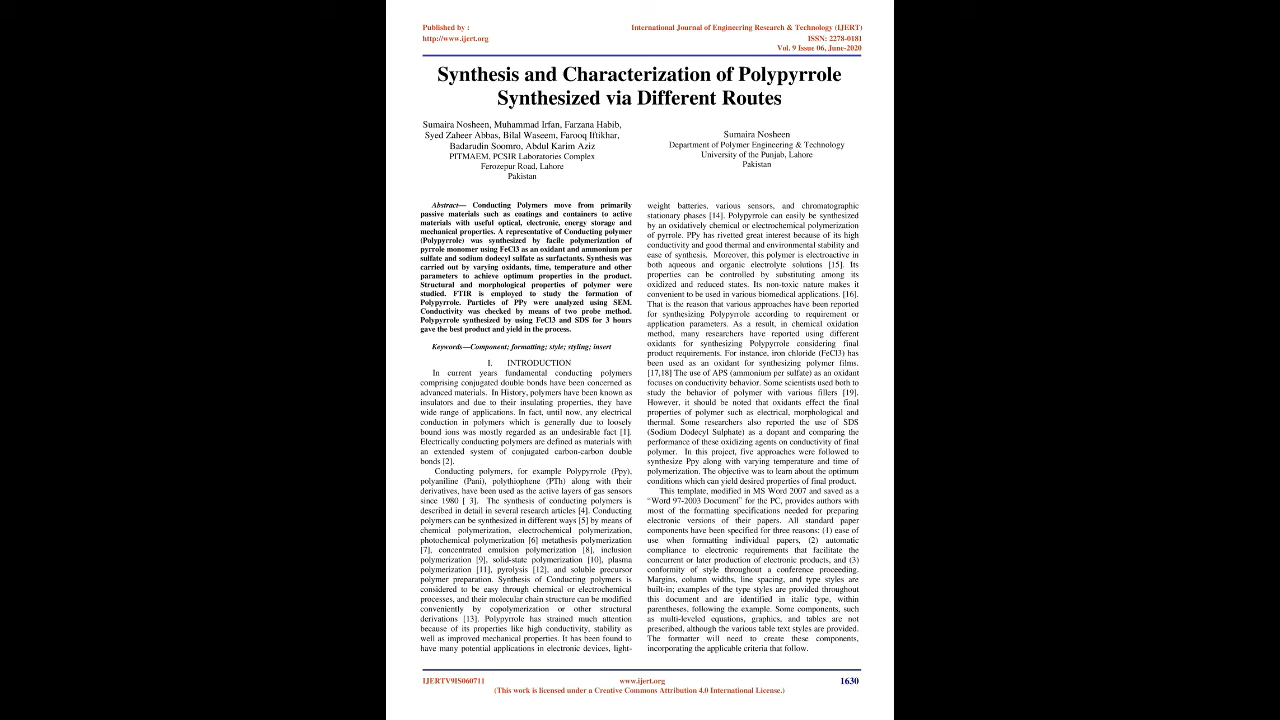 Published by :
http://www.ijert.org
International Journal of Engineering Research & Technology (IJERT)
ISSN: 2278-0181
Vol. 9 Issue 06, June-2020
Synthesis and Characterization of Polypyrrole
Synthesized via Different Routes
Sumaira Nosheen, Muhammad Irfan, Farzana Habib,
Syed Zaheer Abbas, Bilal Waseem, Farooq Iftikhar,
Badarudin Soomro, Abdul Karim Aziz
PITMAEM, PCSIR Laboratories Complex
Ferozepur Road, Lahore
Pakistan
Sumaira Nosheen
Department of Polymer Engineering & Technology
University of the Punjab, Lahore
Pakistan
Abstract— Conducting Polymers move from primarily
passive materials such as coatings and containers to active
materials with useful optical, electronic, energy storage and
mechanical properties. A representative of Conducting polymer
(Polypyrrole) was synthesized by facile polymerization of
pyrrole monomer using FeCl3 as an oxidant and ammonium per
sulfate and sodium dodecyl sulfate as surfactants. Synthesis was
carried out by varying oxidants, time, temperature and other
parameters to achieve optimum properties in the product.
Structural and morphological properties of polymer were
studied. FTIR is employed to study the formation of
Polypyrrole. Particles of PPy were analyzed using SEM.
Conductivity was checked by means of two probe method.
Polypyrrole synthesized by using FeCl3 and SDS for 3 hours
gave the best product and yield in the process.
Keywords—Component; formatting; style; styling; insert
I. INTRODUCTION
In current years fundamental conducting polymers
comprising conjugated double bonds have been concerned as
advanced materials. In History, polymers have been known as
insulators and due to their insulating properties, they have
wide range of applications. In fact, until now, any electrical
conduction in polymers which is generally due to loosely
bound ions was mostly regarded as an undesirable fact [1].
Electrically conducting polymers are defined as materials with
an extended system of conjugated carbon-carbon double
bonds [2].
Conducting polymers, for example Polypyrrole (Ppy),
polyaniline (Pani), polythiophene (PTh) along with their
derivatives, have been used as the active layers of gas sensors
since 1980 [ 3]. The synthesis of conducting polymers is
described in detail in several research articles [4]. Conducting
polymers can be synthesized in different ways [5] by means of
chemical polymerization, electrochemical polymerization,
photochemical polymerization [6] metathesis polymerization
[7], concentrated emulsion polymerization [8], inclusion
polymerization [9], solid-state polymerization [10], plasma
polymerization [11], pyrolysis [12], and soluble precursor
polymer preparation. Synthesis of Conducting polymers is
considered to be easy through chemical or electrochemical
processes, and their molecular chain structure can be modified
conveniently by copolymerization or other structural
derivations [13]. Polypyrrole has strained much attention
because of its properties like high conductivity, stability as
well as improved mechanical properties. It has been found to
have many potential applications in electronic devices, light-
weight batteries, various sensors, and chromatographic
stationary phases [14]. Polypyrrole can easily be synthesized
by an oxidatively chemical or electrochemical polymerization
of pyrrole. PPy has rivetted great interest because of its high
conductivity and good thermal and environmental stability and
ease of synthesis. Moreover, this polymer is electroactive in
both aqueous and organic electrolyte solutions [15]. Its
properties can be controlled by substituting among its
oxidized and reduced states. Its non-toxic nature makes it
convenient to be used in various biomedical applications. [16].
That is the reason that various approaches have been reported
for synthesizing Polypyrrole according to requirement or
application parameters. As a result, in chemical oxidation
method, many researchers have reported using different
oxidants for synthesizing Polypyrrole considering final
product requirements. For instance, iron chloride (FeCl3) has
been used as an oxidant for synthesizing polymer films.
[17,18] The use of APS (ammonium per sulfate) as an oxidant
focuses on conductivity behavior. Some scientists used both to
study the behavior of polymer with various fillers [19].
However, it should be noted that oxidants effect the final
properties of polymer such as electrical, morphological and
thermal. Some researchers also reported the use of SDS
(Sodium Dodecyl Sulphate) as a dopant and comparing the
performance of these oxidizing agents on conductivity of final
polymer. In this project, five approaches were followed to
synthesize Ppy along with varying temperature and time of
polymerization. The objective was to learn about the optimum
conditions which can yield desired properties of final product.
This template, modified in MS Word 2007 and saved as a
“Word 97-2003 Document” for the PC, provides authors with
most of the formatting specifications needed for preparing
electronic versions of their papers. All standard paper
components have been specified for three reasons: (1) ease of
use when formatting individual papers, (2) automatic
compliance to electronic requirements that facilitate the
concurrent or later production of electronic products, and (3)
conformity of style throughout a conference proceeding.
Margins, column widths, line spacing, and type styles are
built-in; examples of the type styles are provided throughout
this document and are identified in italic type, within
parentheses, following the example. Some components, such
as multi-leveled equations, graphics, and tables are not
prescribed, although the various table text styles are provided.
The formatter will need to create these components,
incorporating the applicable criteria that follow.
IJERTV9IS060711
www.ijert.org
(This work is licensed under a Creative Commons Attribution 4.0 International License.)
1630